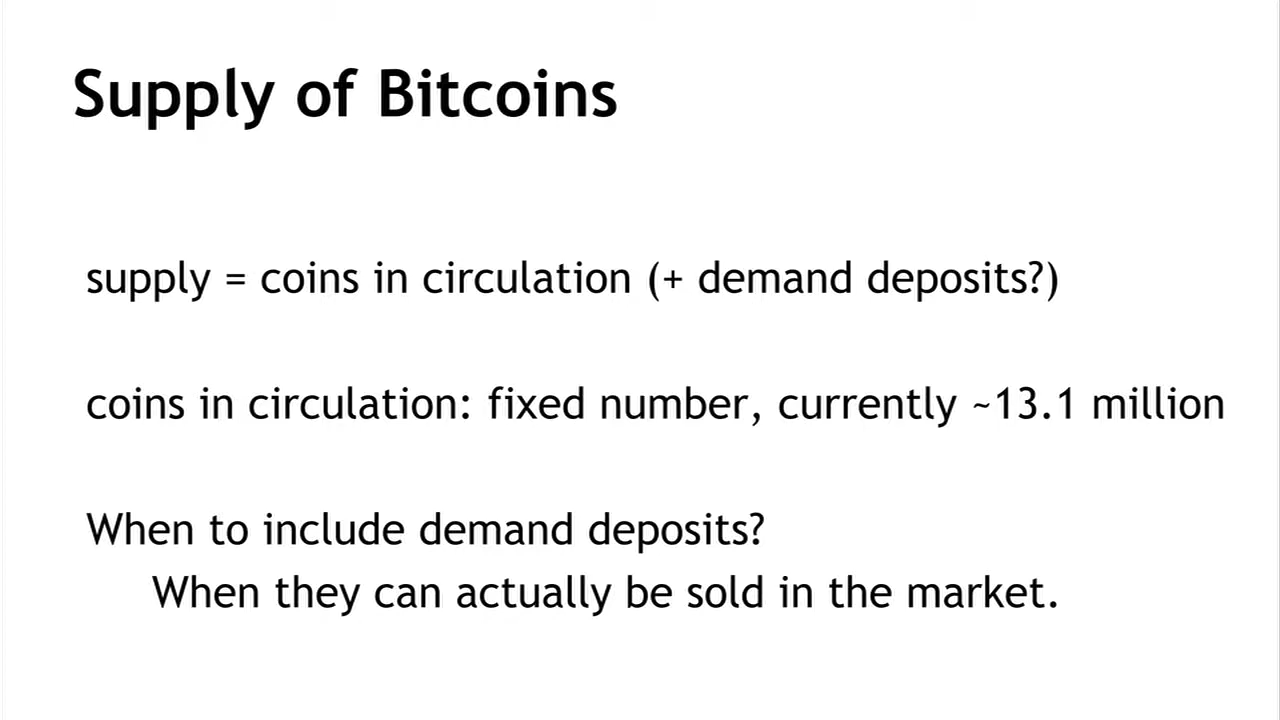 Supply of Bitcoins
supply = coins in circulation (+ demand deposits?)
coins in circulation: fixed number, currently ~13.1 million
When to include demand deposits?
When they can actually be sold in the market.